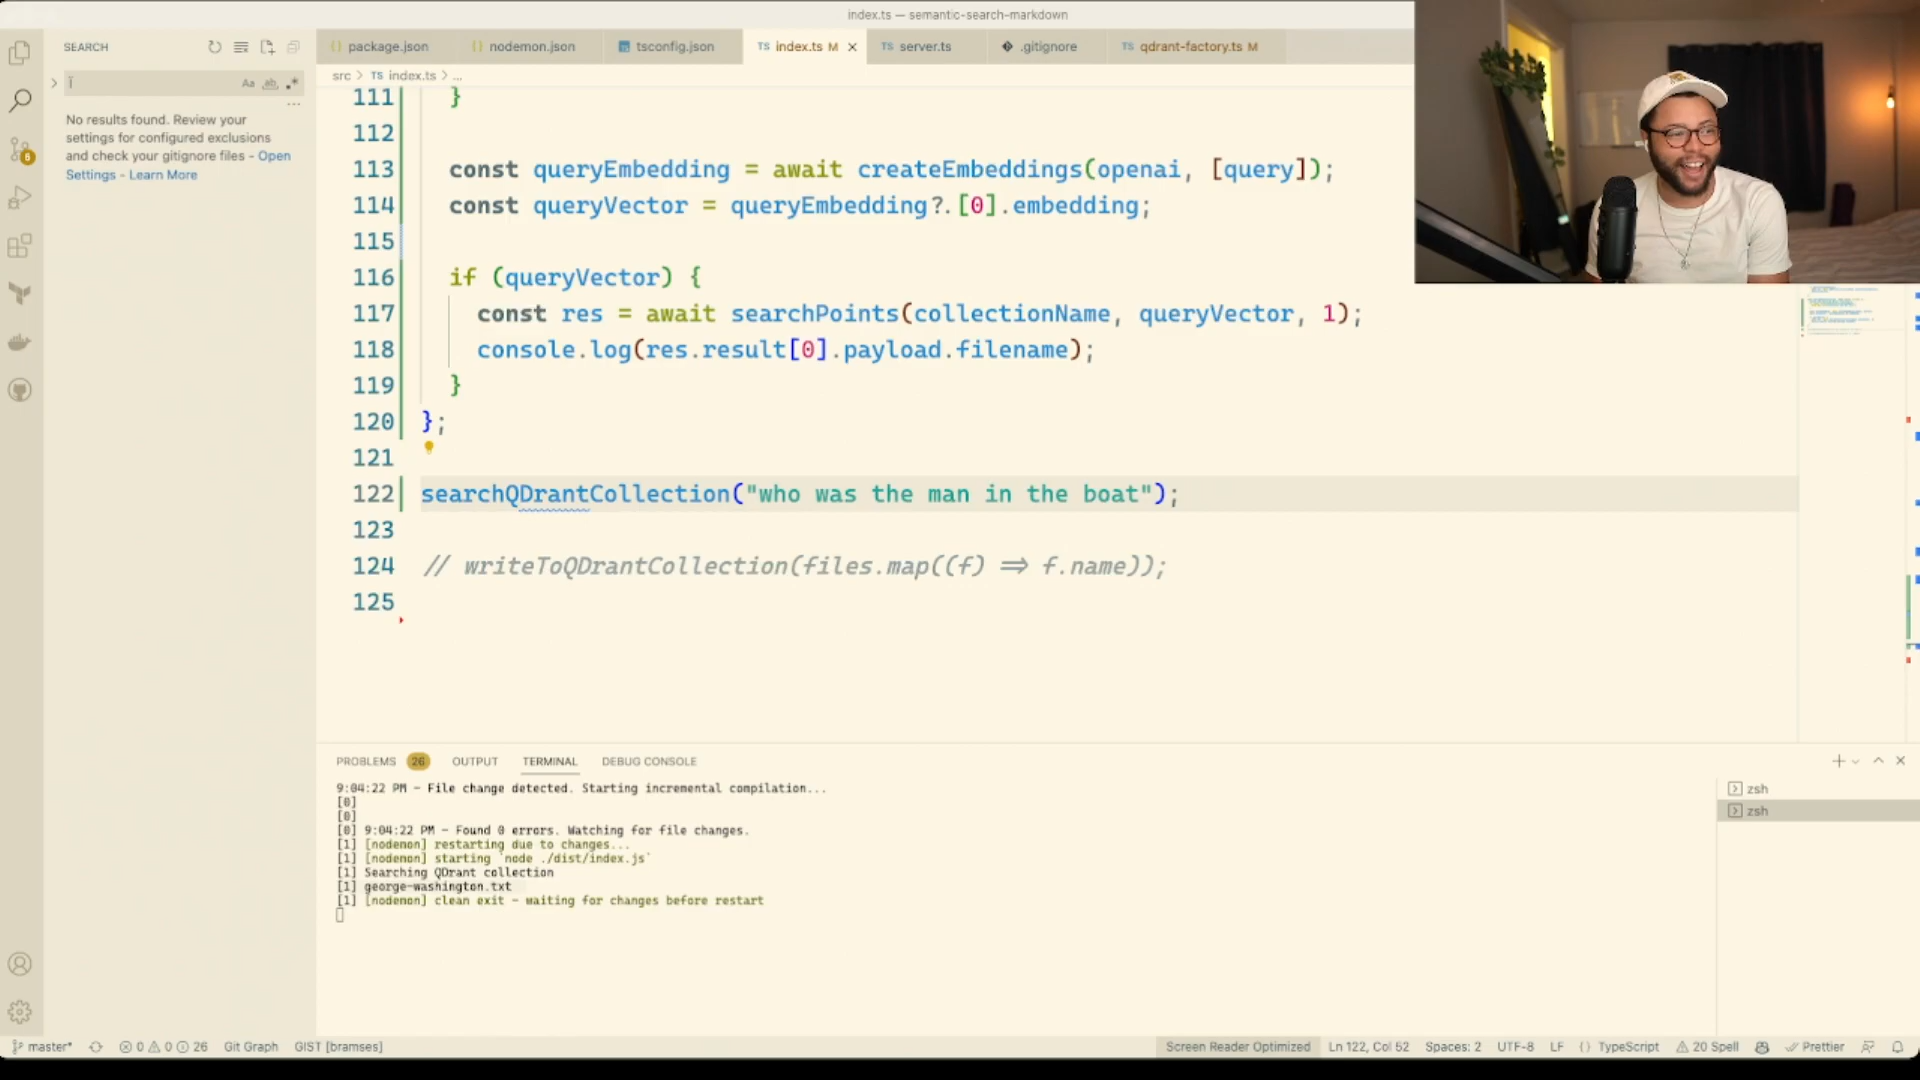 index.ts — semantic-search-markdown
SEARCH
package.json
nodemon.json
tsconfig.json
TS index.ts M
TS server.ts
.gitignore
TS qdrant-factory.ts M
src > TS index.ts > ...
Aa ab
No results found. Review your
settings for configured exclusions
and check your gitignore files - Open
Settings - Learn More
6
111 }
112
113 const queryEmbedding = await createEmbeddings(openai, [query]);
114 const queryVector = queryEmbedding?.[0].embedding;
115
116 if (queryVector) {
117 const res = await searchPoints(collectionName, queryVector, 1);
118 console.log(res.result[0].payload.filename);
119 }
120 };
121
122 searchQDrantCollection("who was the man in the boat");
123
124 // writeToQDrantCollection(files.map((f) => f.name));
125
PROBLEMS 26 OUTPUT TERMINAL DEBUG CONSOLE
9:04:22 PM - File change detected. Starting incremental compilation...
[0]
[0]
[0] 9:04:22 PM - Found 0 errors. Watching for file changes.
[1] [nodemon] restarting due to changes...
[1] [nodemon] starting `node ./dist/index.js`
[1] Searching QDrant collection
[1] george-washington.txt
[1] [nodemon] clean exit - waiting for changes before restart
zsh
zsh
master* 0 0 26 Git Graph GIST [bramses] Screen Reader Optimized Ln 122, Col 52 Spaces: 2 UTF-8 LF {} TypeScript 20 Spell Prettier